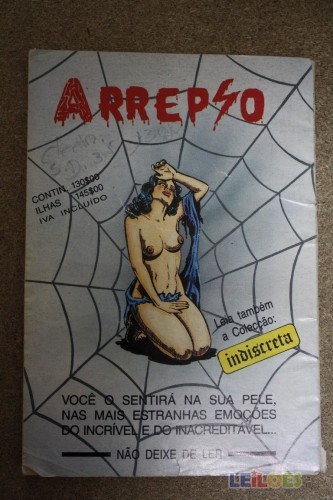 ARREPIO
CONTIN. 130$00
ILHAS 145$00
IVA INCLUIDO
Leia também
a Colecção:
indiscreta
VOCÊ O SENTIRÁ NA SUA PELE,
NAS MAIS ESTRANHAS EMOÇÕES
DO INCRÍVEL E DO INACREDITÁVEL...
NÃO DEIXE DE LER
LEILÕES